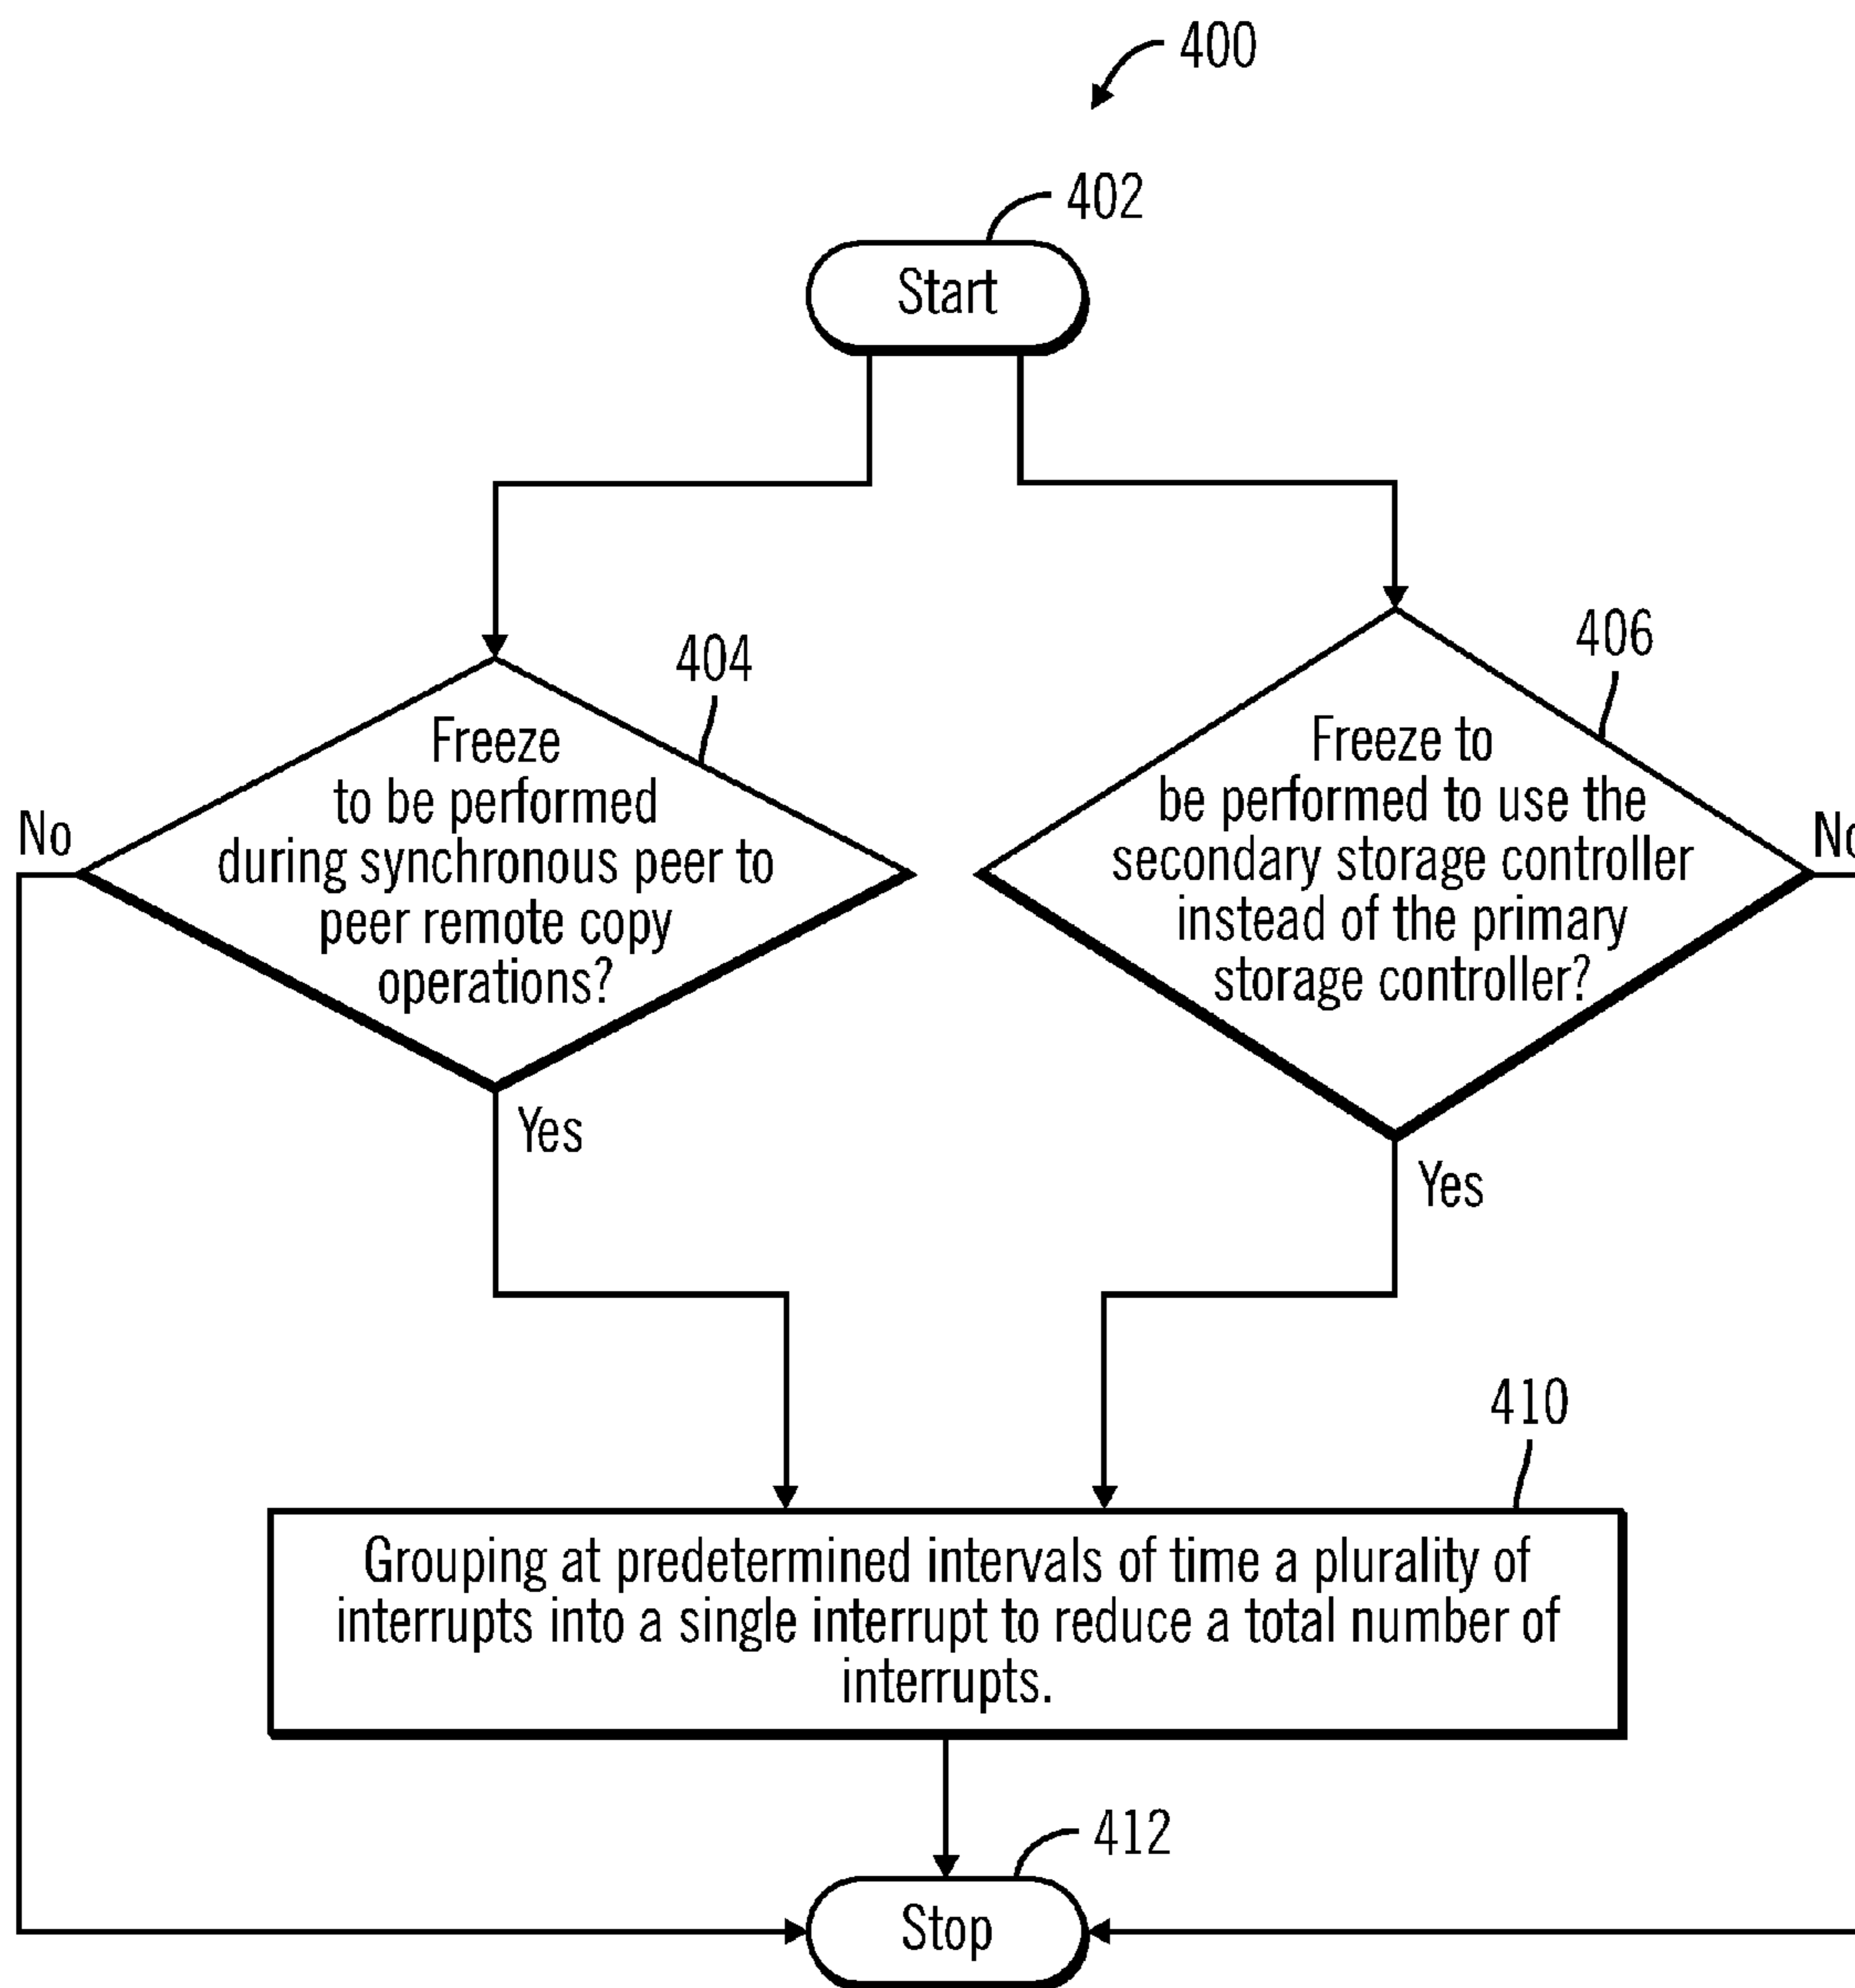 400
402
Start
404
Freeze
to be performed
during synchronous peer to
peer remote copy
operations?
No
Yes
406
Freeze to
be performed to use the
secondary storage controller
instead of the primary
storage controller?
No
Yes
410
Grouping at predetermined intervals of time a plurality of
interrupts into a single interrupt to reduce a total number of
interrupts.
412
Stop